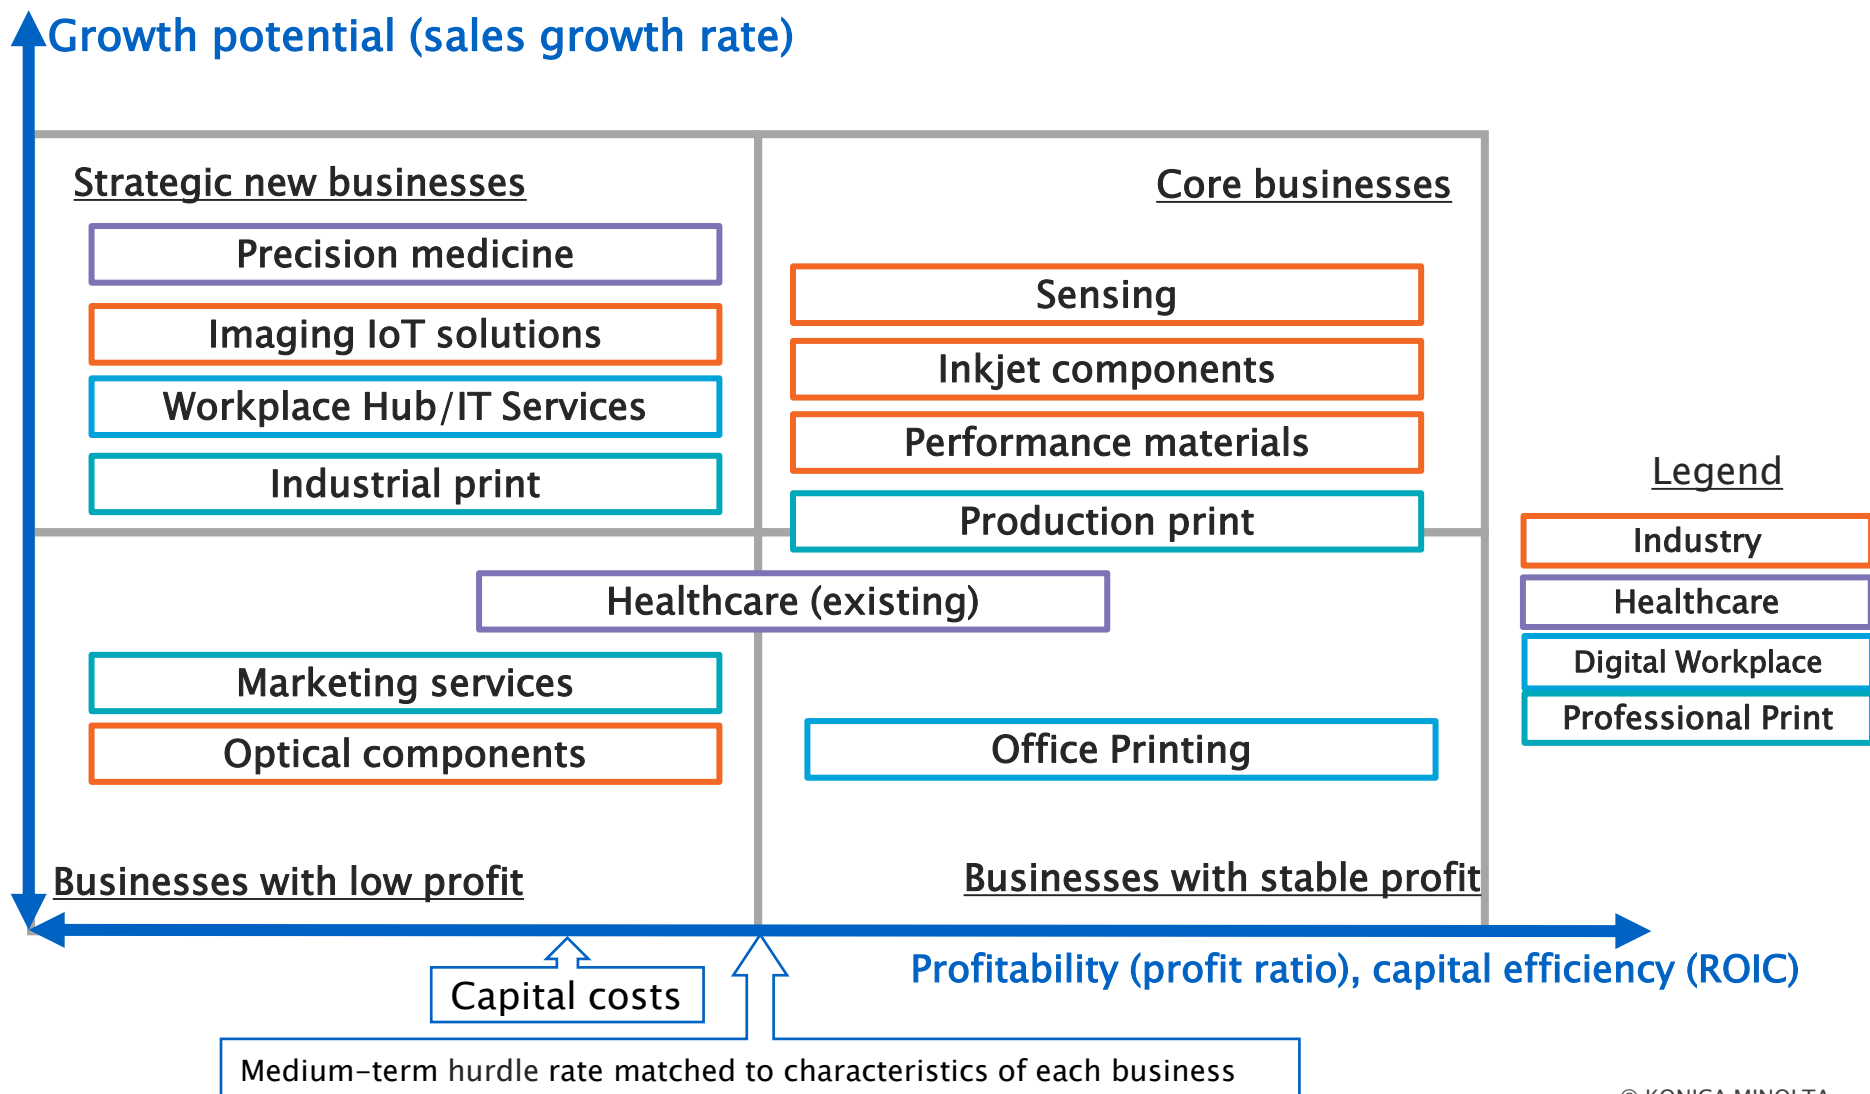 Growth potential (sales growth rate)
Strategic new businesses
Precision medicine
Imaging IoT solutions
Workplace Hub/IT Services
Industrial print
Core businesses
Sensing
Inkjet components
Performance materials
Production print
Healthcare (existing)
Marketing services
Optical components
Office Printing
Businesses with low profit
Businesses with stable profit
Legend
Industry
Healthcare
Digital Workplace
Professional Print
Profitability (profit ratio), capital efficiency (ROIC)
Capital costs
Medium-term hurdle rate matched to characteristics of each business
© KONICA MINOLTA